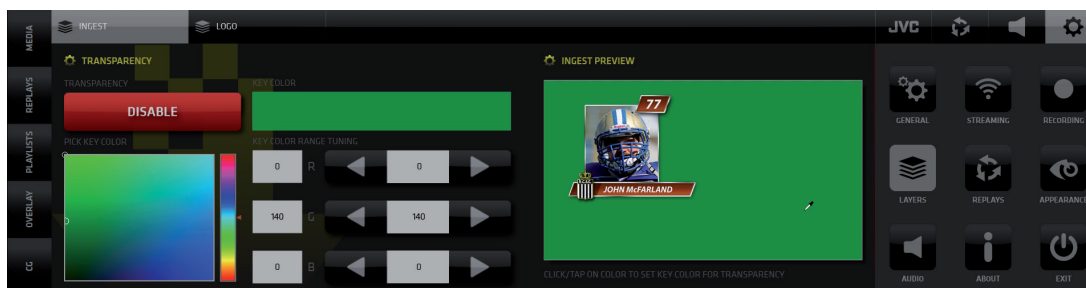 INGEST
LOGO
JVC
MEDIA
REPLAYS
PLAYLISTS
OVERLAY
CG
TRANSPARENCY
TRANSPARENCY
KEY COLOR
DISABLE
PICK KEY COLOR
KEY COLOR RANGE TUNING
0 R 0
140 G 140
0 B 0
INGEST PREVIEW
77
JOHN McFARLAND
CLICK/TAP ON COLOR TO SET KEY COLOR FOR TRANSPARENCY
GENERAL
STREAMING
RECORDING
LAYERS
REPLAYS
APPEARANCE
AUDIO
ABOUT
EXIT